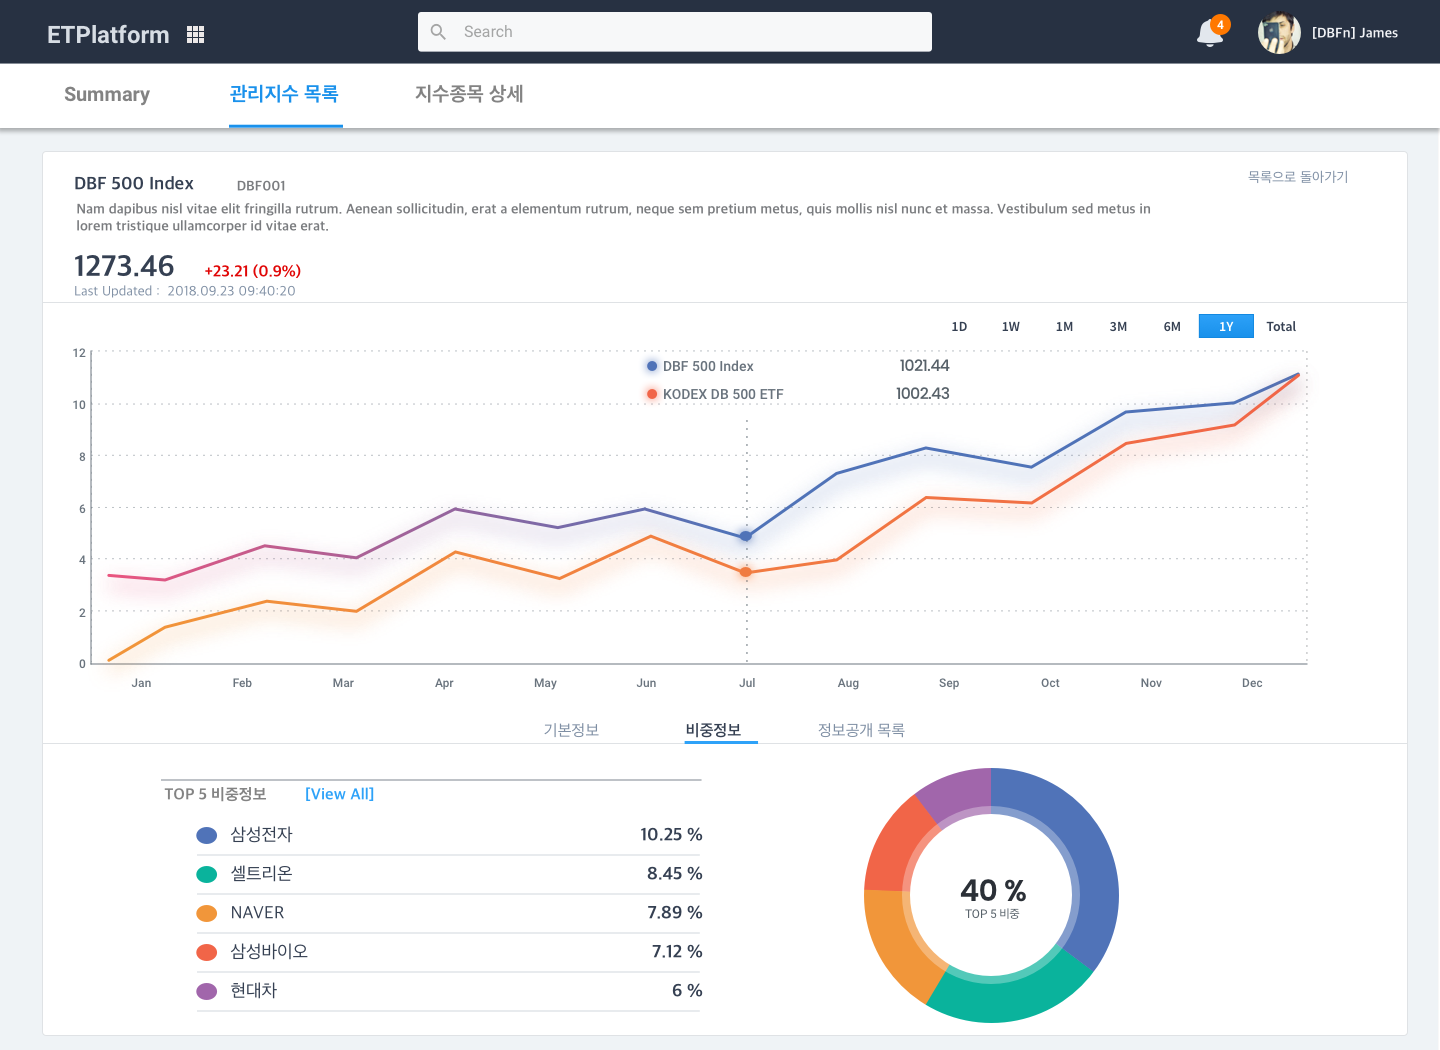 ETPlatform
Search
4
[DBFn] James
Summary
관리지수 목록
지수종목 상세
DBF 500 Index
DBF001
목록으로 돌아가기
Nam dapibus nisl vitae elit fringilla rutrum. Aenean sollicitudin, erat a elementum rutrum, neque sem pretium metus, quis mollis nisl nunc et massa. Vestibulum sed metus in
lorem tristique ullamcorper id vitae erat.
1273.46 +23.21 (0.9%)
Last Updated : 2018.09.23 09:40:20
1D 1W 1M 3M 6M 1Y Total
DBF 500 Index 1021.44
KODEX DB 500 ETF 1002.43
12
10
8
6
4
2
0
Jan Feb Mar Apr May Jun Jul Aug Sep Oct Nov Dec
기본정보
비중정보
정보공개 목록
TOP 5 비중정보 [View All]
삼성전자 10.25 %
셀트리온 8.45 %
NAVER 7.89 %
삼성바이오 7.12 %
현대차 6 %
40 %
TOP 5 비중